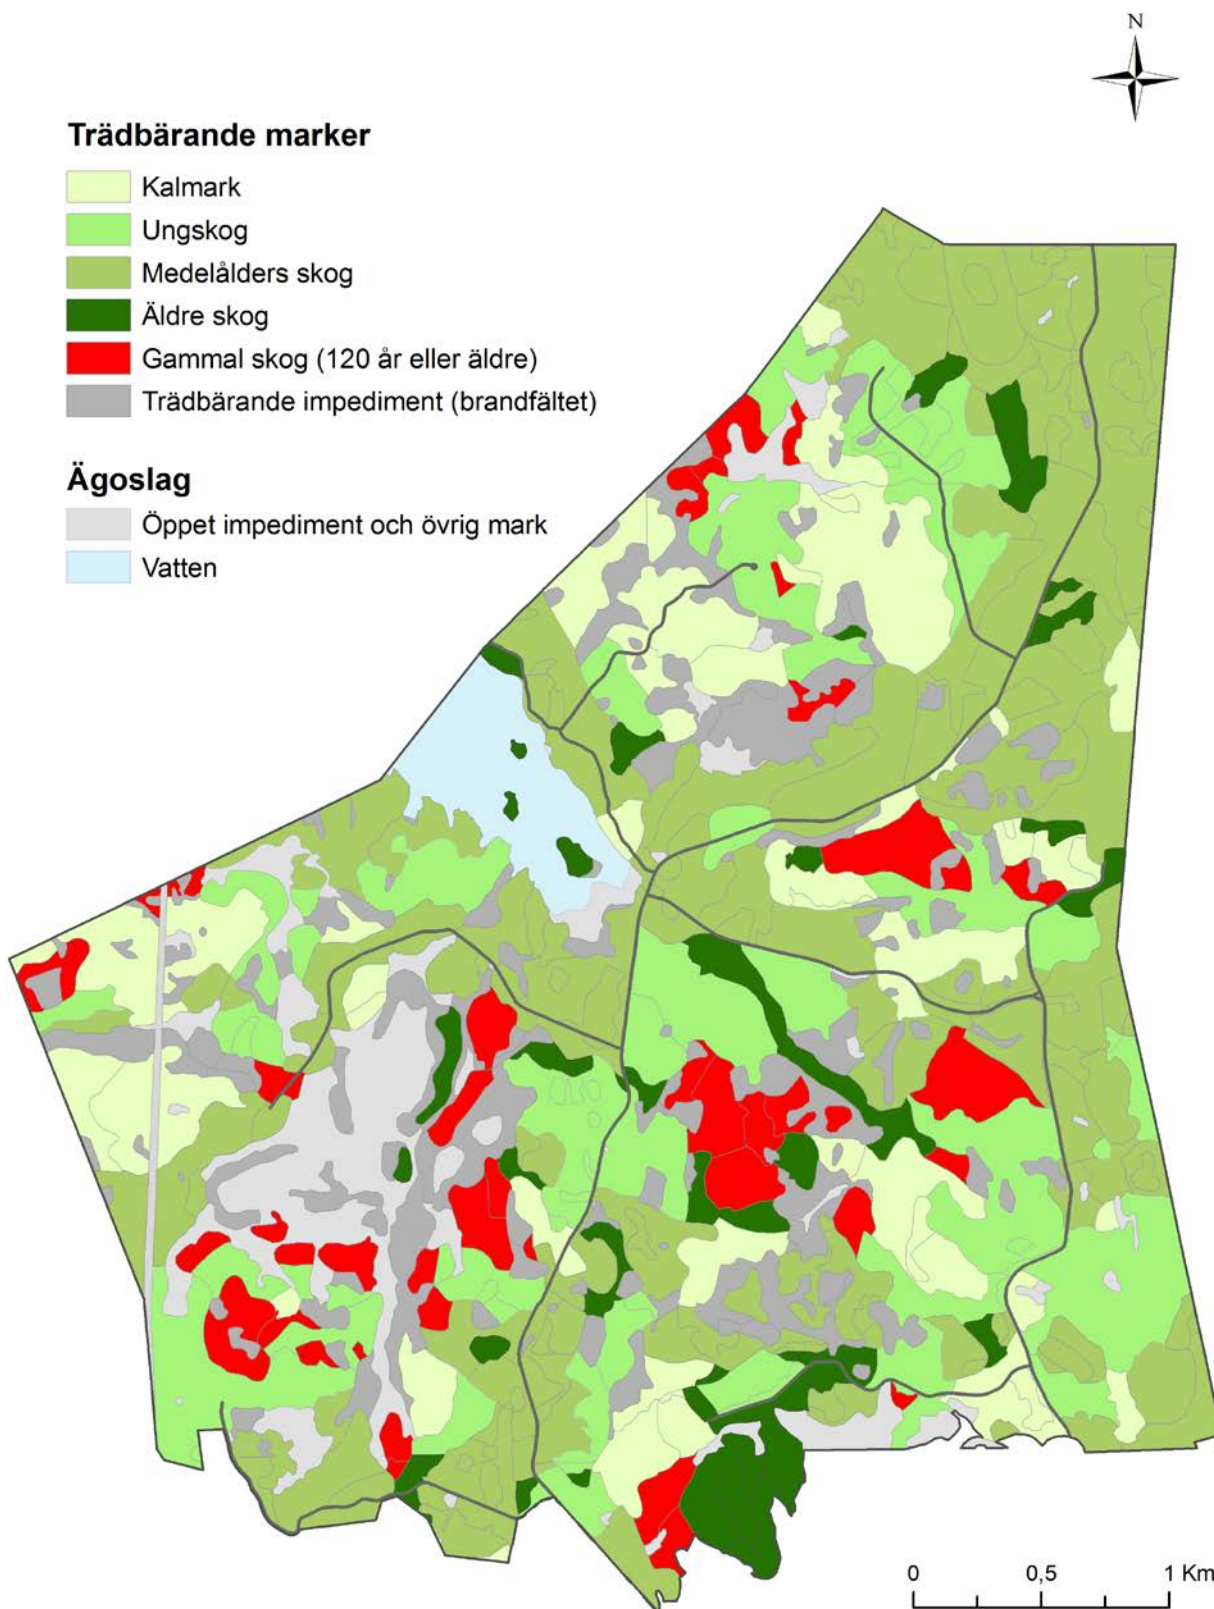 N
Trädbärande marker
Kalmark
Ungskog
Medelålders skog
Äldre skog
Gammal skog (120 år eller äldre)
Trädbärande impediment (brandfältet)
Ägoslag
Öppet impediment och övrig mark
Vatten
0 0,5 1 Km